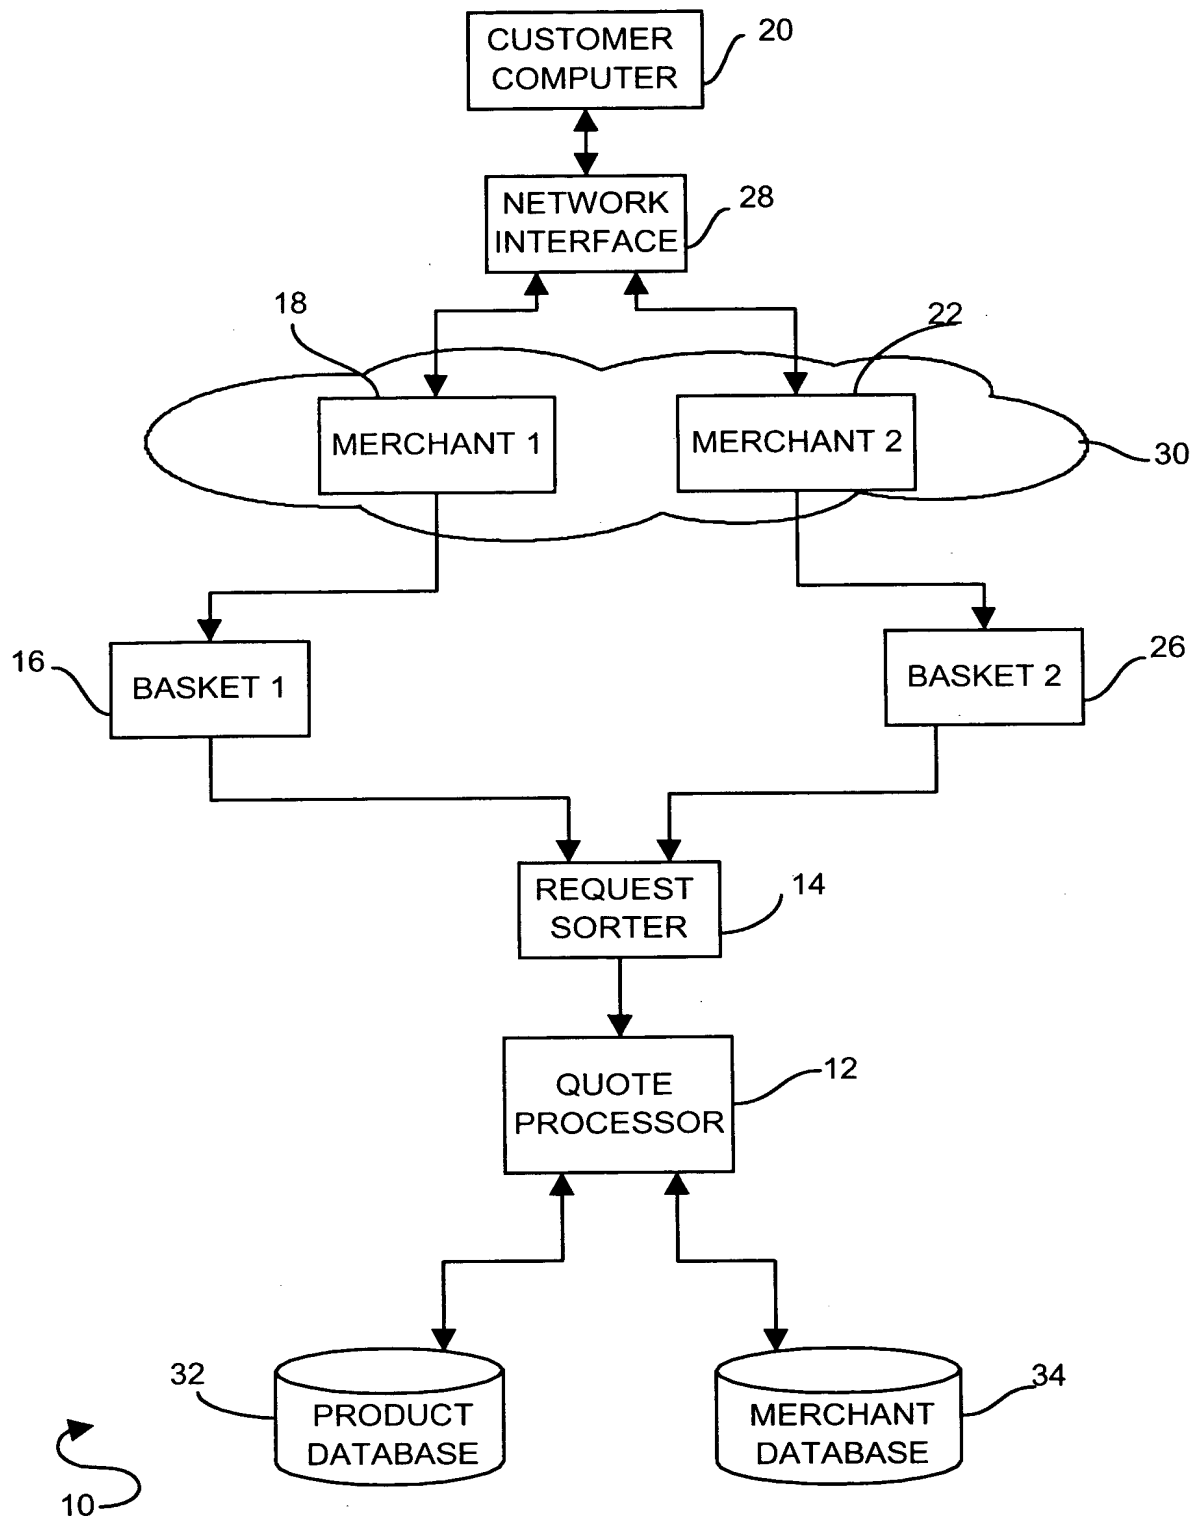 CUSTOMER
COMPUTER
20
NETWORK
INTERFACE
28
18
22
MERCHANT 1
MERCHANT 2
30
16
BASKET 1
BASKET 2
26
REQUEST
SORTER
14
QUOTE
PROCESSOR
12
32
PRODUCT
DATABASE
MERCHANT
DATABASE
34
10